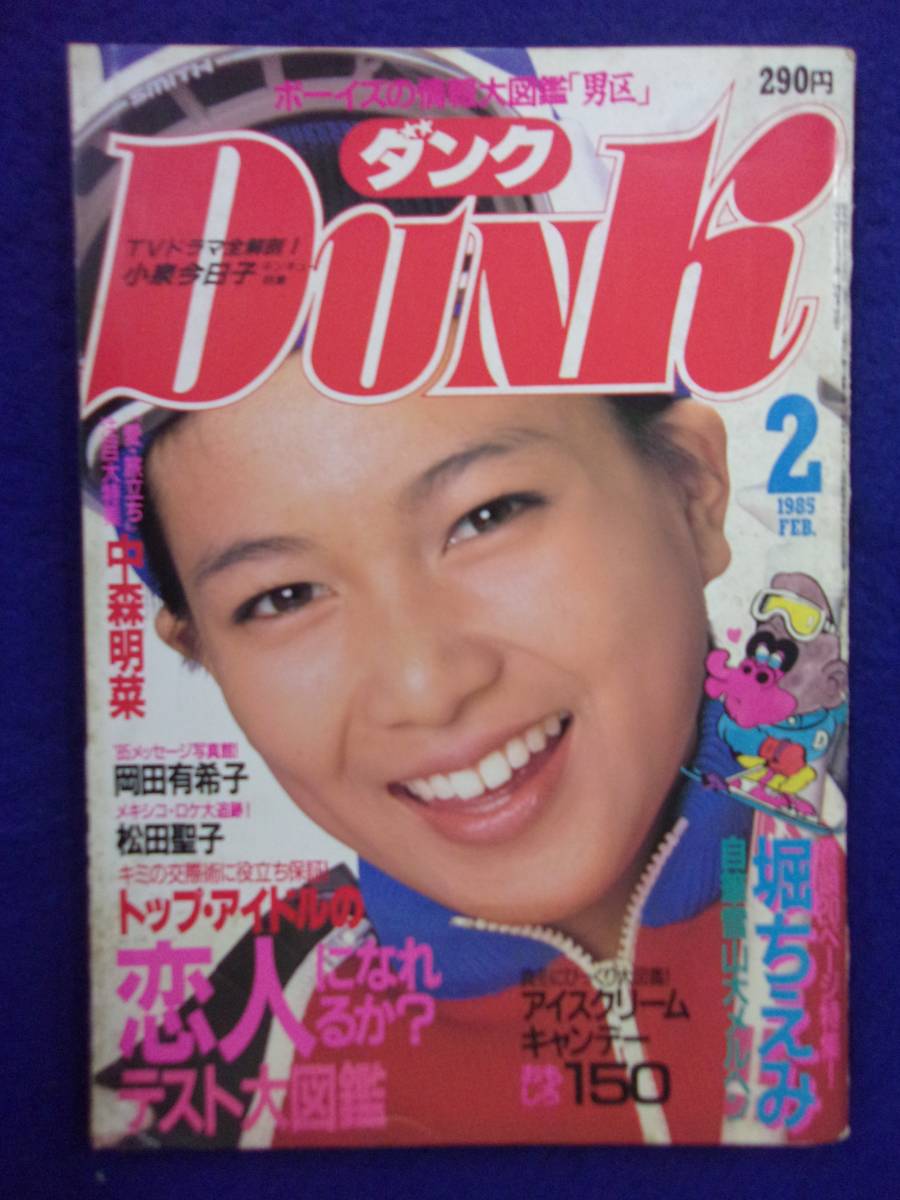 SMITH
ボーイズの情報大図鑑「男区」
290円
ダンク
DUNK
TVドラマ全解剖!
小泉今日子
2
1985
FEB.
中森明菜
'85メッセージ写真館!
岡田有希子
メキシコ・ロケ大追跡!
松田聖子
キミの交際術に役立ち保証!
トップ・アイドルの
恋人になれるか?
テスト大図鑑
堀ちえみ
D
アイスクリーム
キャンデー
150